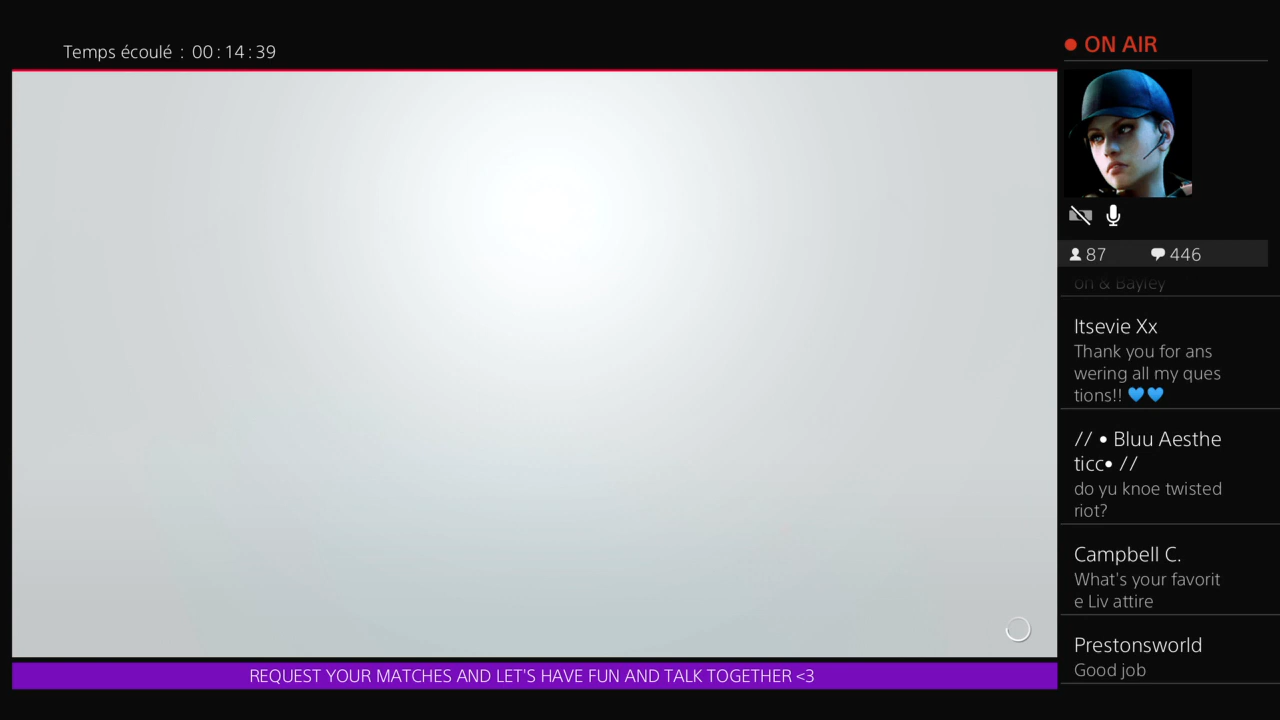 Temps écoulé : 00:14:39
ON AIR
87 446
on & Bayley
Itsevie Xx
Thank you for ans
wering all my ques
tions!! 💙💙
// • Bluu Aesthe
ticc• //
do yu knoe twisted
riot?
Campbell C.
What's your favorit
e Liv attire
Prestonsworld
Good job
REQUEST YOUR MATCHES AND LET'S HAVE FUN AND TALK TOGETHER <3